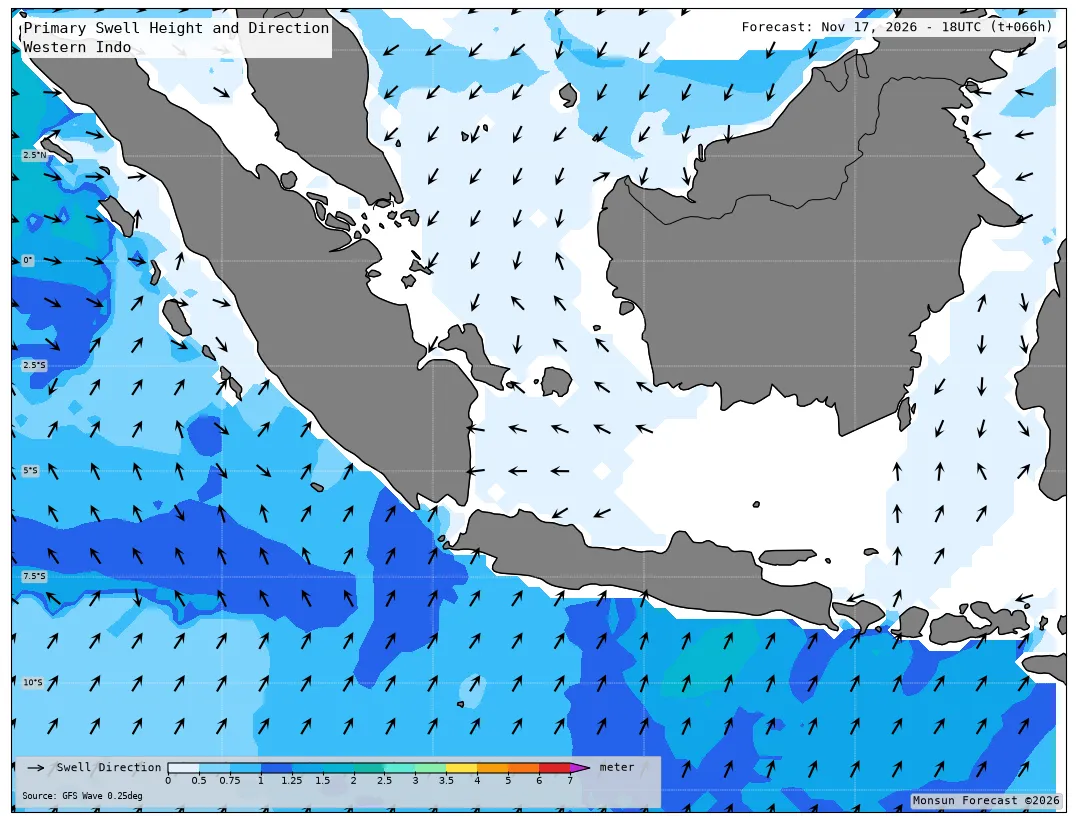 Primary Swell Height and Direction
Western Indo
Forecast: Nov 17, 2026 - 18UTC (t+066h)
2.5°N
0°
2.5°S
5°S
7.5°S
10°S
Swell Direction
0 0.5 0.75 1 1.25 1.5 2 2.5 3 3.5 4 5 6 7
meter
Source: GFS Wave 0.25deg
Monsun Forecast ©2026